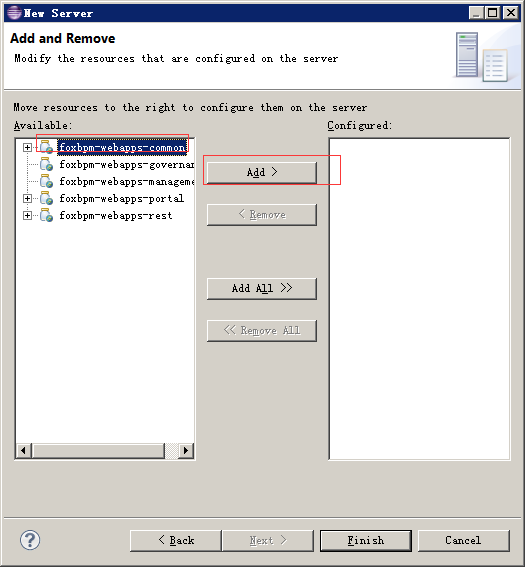 New Server
Add and Remove
Modify the resources that are configured on the server
Move resources to the right to configure them on the server
Available:
Configured:
foxbpm-webapps-common
foxbpm-webapps-governan
foxbpm-webapps-managemen
foxbpm-webapps-portal
foxbpm-webapps-rest
Add >
< Remove
Add All >>
<< Remove All
?
< Back
Next >
Finish
Cancel